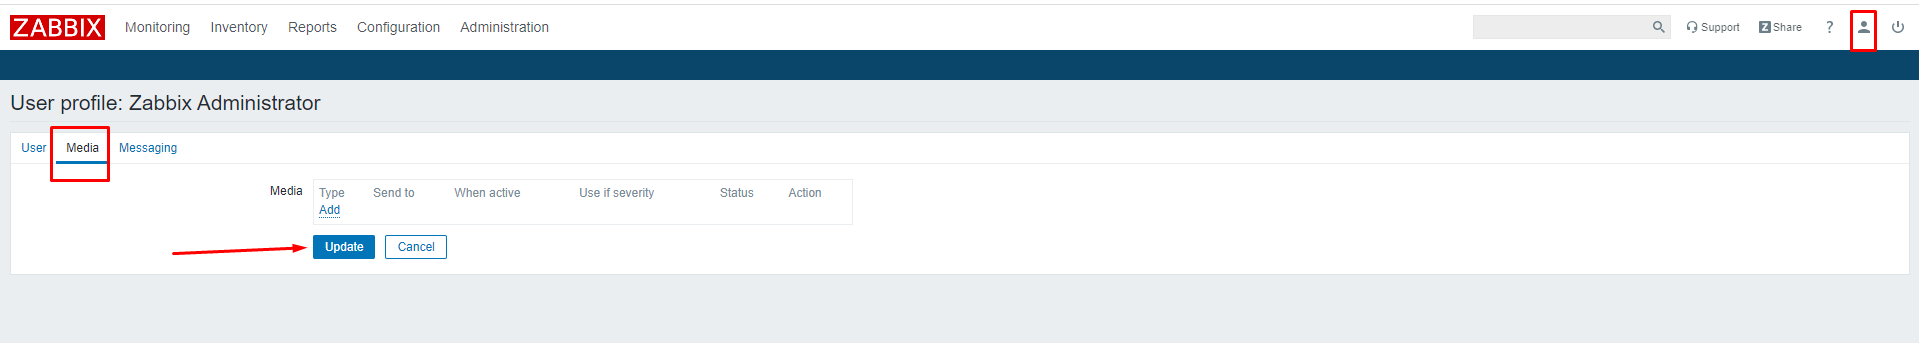 ZABBIX Monitoring Inventory Reports Configuration Administration Support Z Share ?
User profile: Zabbix Administrator
User Media Messaging
Media Type Send to When active Use if severity Status Action
Add
Update Cancel